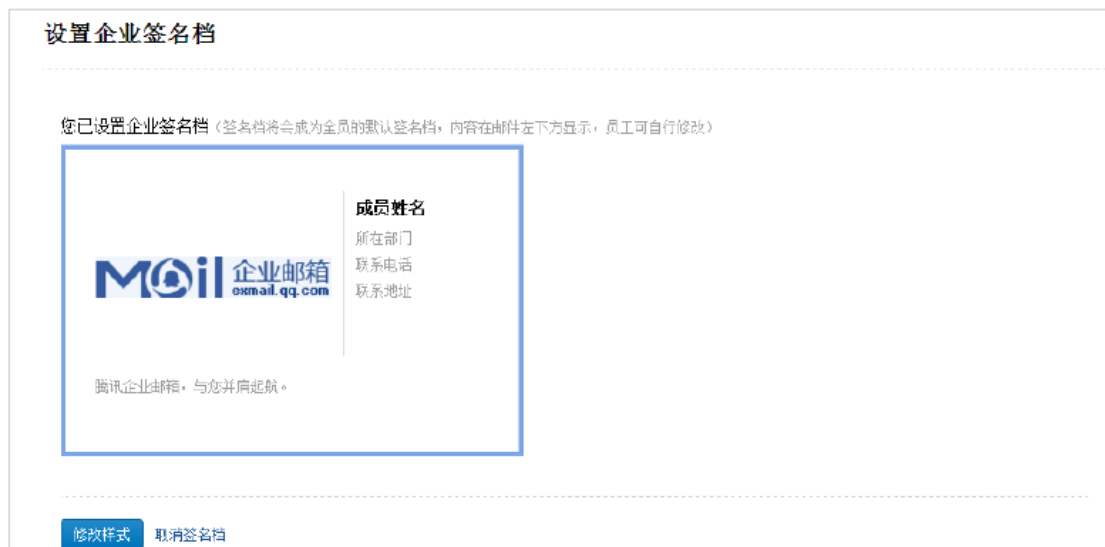 设置企业签名档
您已设置企业签名档（签名档将会成为全员的默认签名档，内容在邮件左下方显示，员工可自行修改）
成员姓名
所在部门
联系电话
联系地址
Mail 企业邮箱
exmail.qq.com
腾讯企业邮箱，与您并肩起航。
修改样式 取消签名档